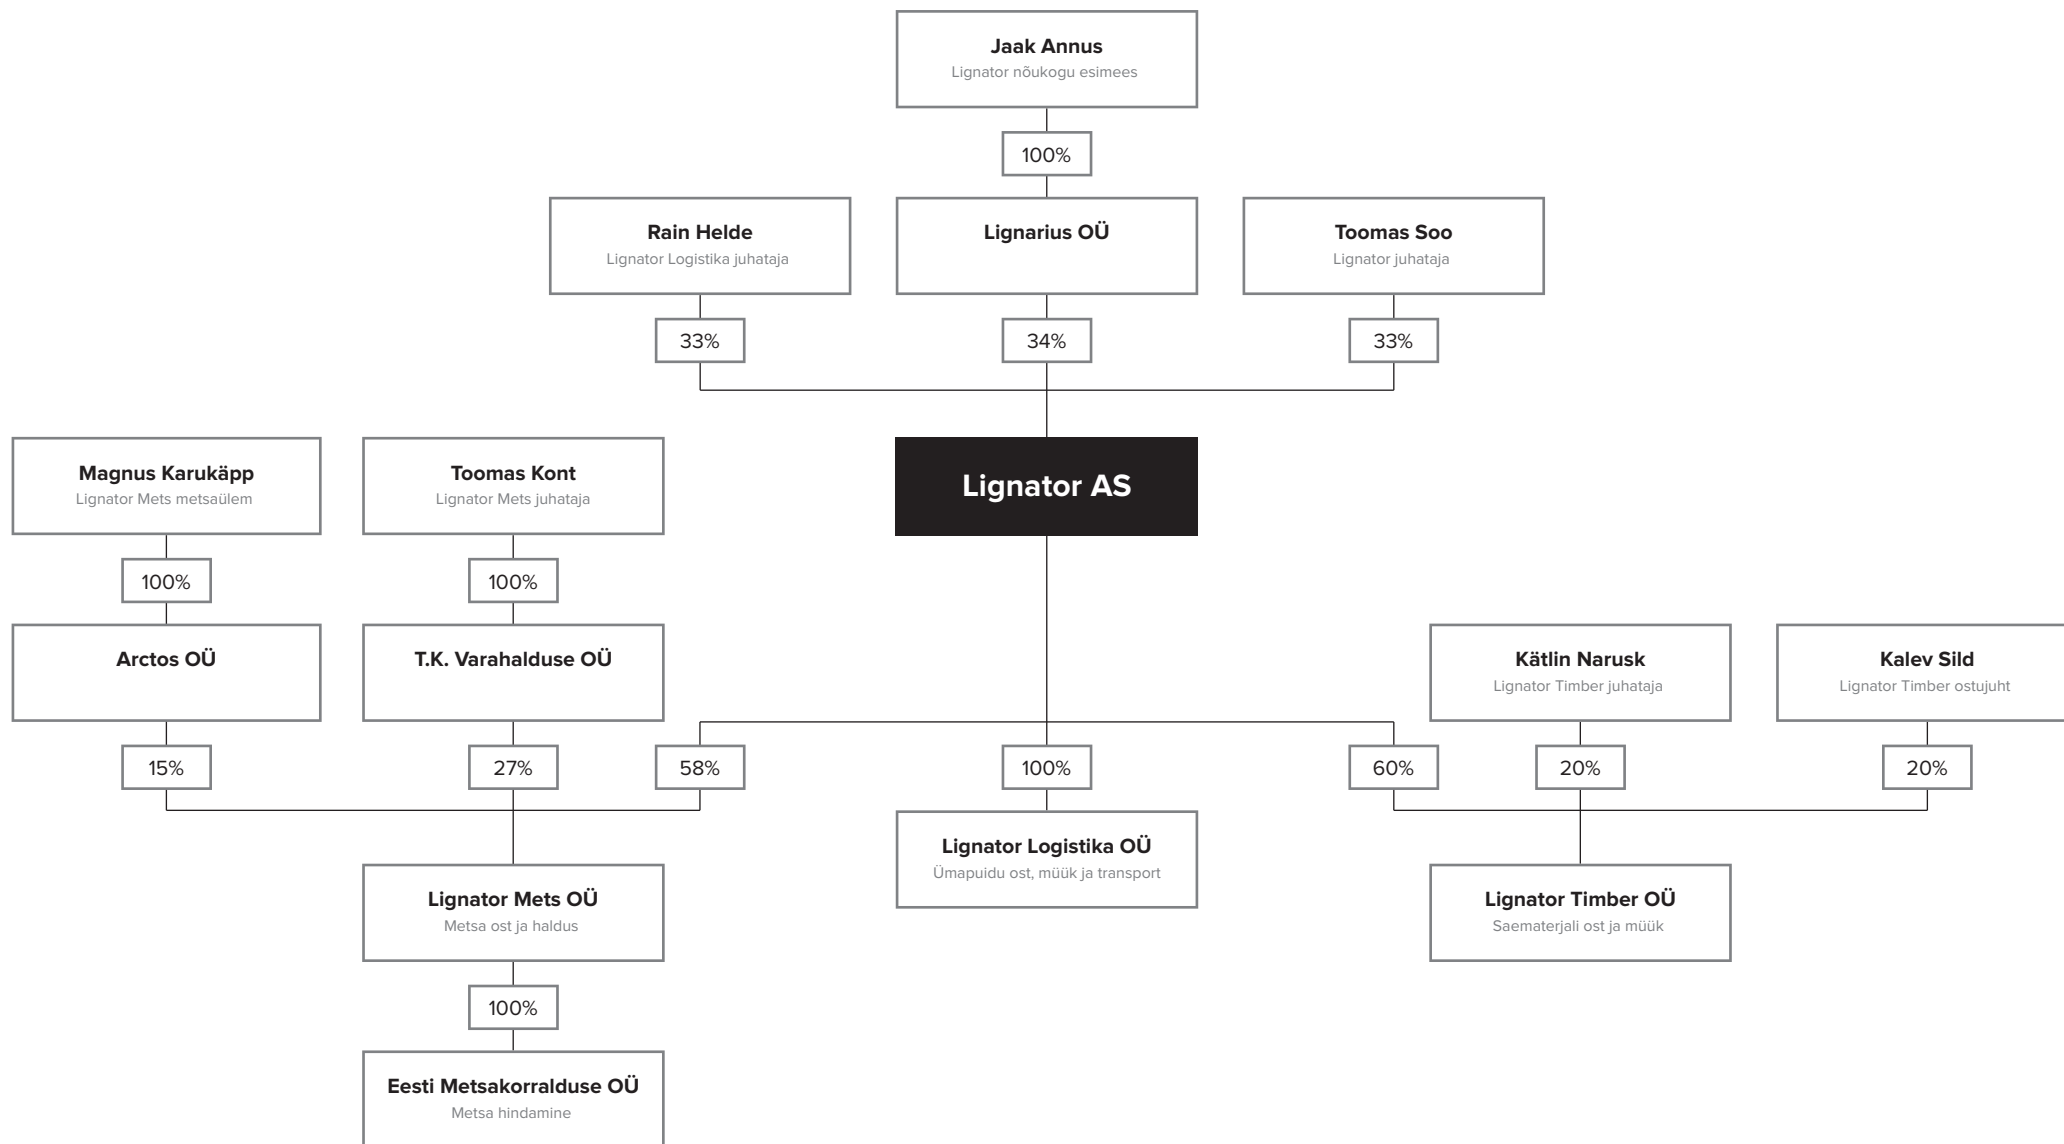 Jaak Annus
Lignator nõukogu esimees
100%
Rain Helde
Lignator Logistika juhataja
Lignarius OÜ
Toomas Soo
Lignator juhataja
33%
34%
33%
Magnus Karukäpp
Lignator Mets metsaülem
Toomas Kont
Lignator Mets juhataja
Lignator AS
100%
100%
Arctos OÜ
T.K. Varahalduse OÜ
Kätlin Narusk
Lignator Timber juhataja
Kalev Sild
Lignator Timber ostujuht
15%
27%
58%
100%
60%
20%
20%
Lignator Logistika OÜ
Ümapuidu ost, müük ja transport
Lignator Mets OÜ
Metsa ost ja haldus
Lignator Timber OÜ
Saematerjali ost ja müük
100%
Eesti Metsakorralduse OÜ
Metsa hindamine